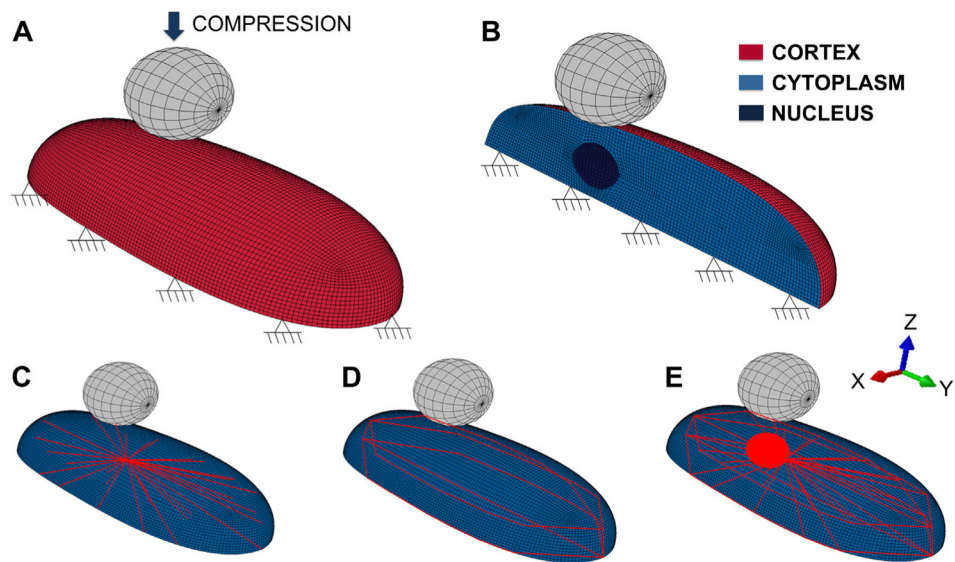 A
COMPRESSION
B
CORTEX
CYTOPLASM
NUCLEUS
C
D
E
Z
X
Y